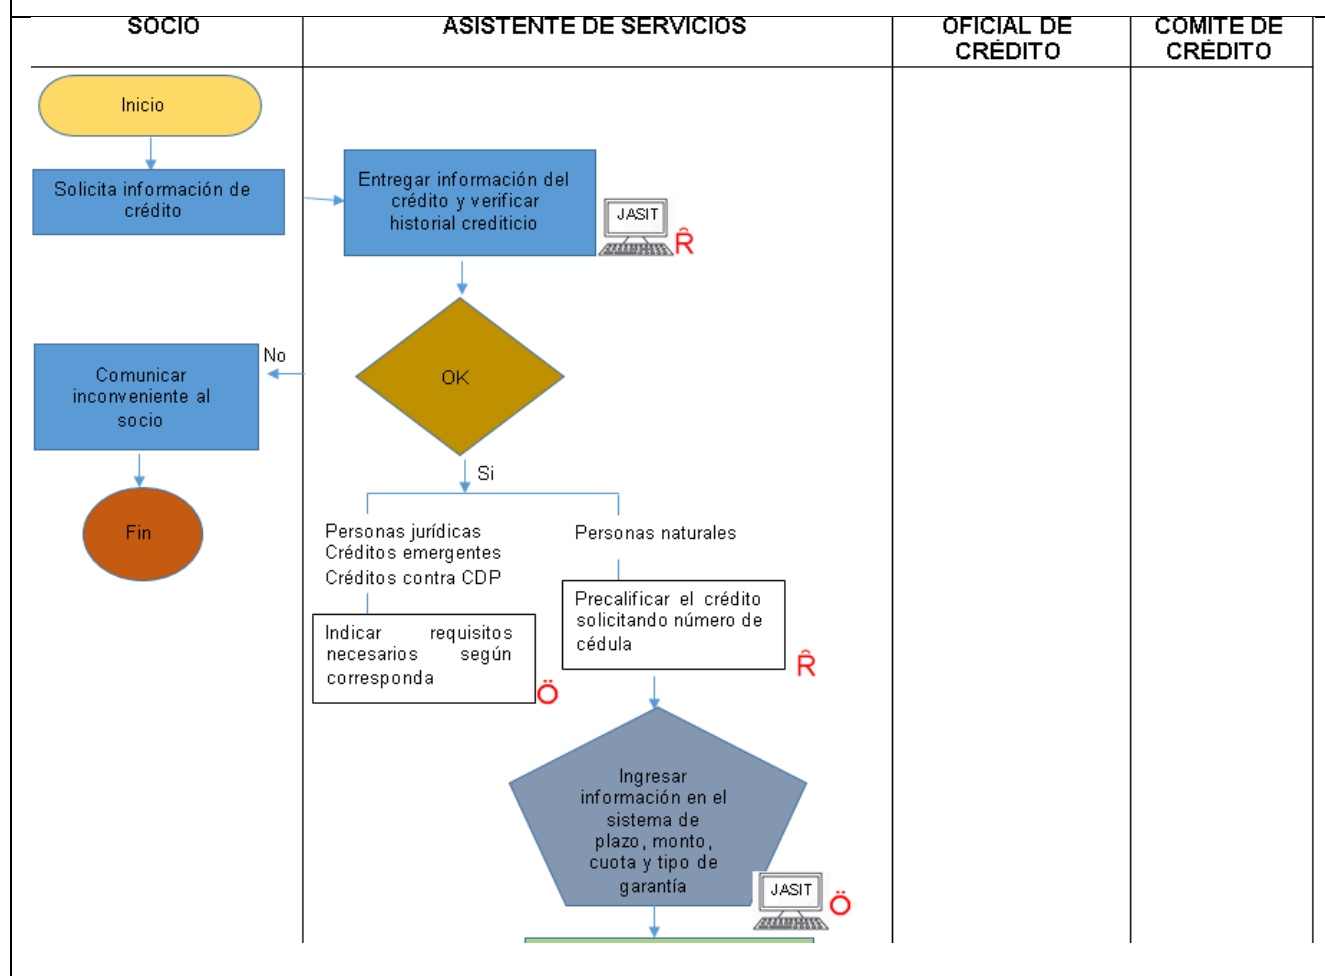 SOCIO
ASISTENTE DE SERVICIOS
OFICIAL DE
CRÉDITO
COMITÉ DE
CRÉDITO
Inicio
Solicita información de
crédito
Entregar información del
crédito y verificar
historial crediticio
JASIT
R̂
OK
No
Comunicar
inconveniente al
socio
Fin
Si
Personas jurídicas
Créditos emergentes
Créditos contra CDP
Personas naturales
Indicar requisitos
necesarios según
corresponda
Ö
Precalificar el crédito
solicitando número de
cédula
R̂
Ingresar
información en el
sistema de
plazo, monto,
cuota y tipo de
garantía
JASIT
Ö